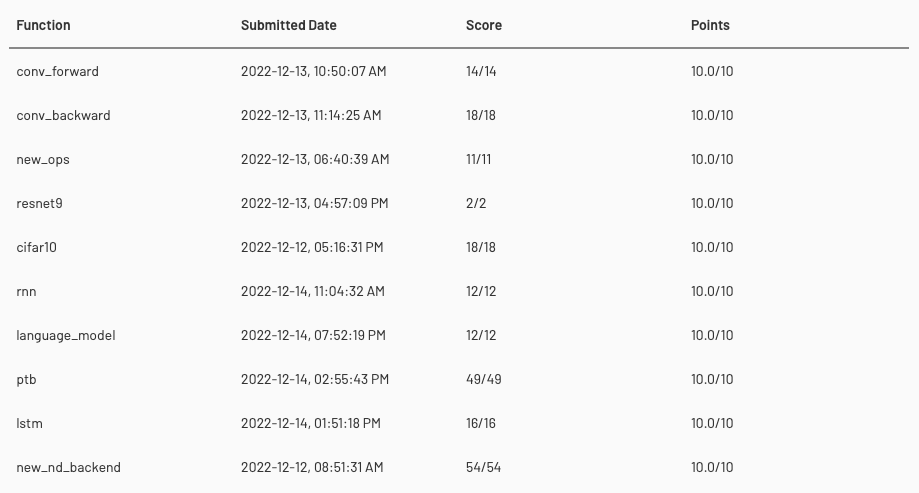 Function Submitted Date Score Points
conv_forward 2022-12-13, 10:50:07 AM 14/14 10.0/10
conv_backward 2022-12-13, 11:14:25 AM 18/18 10.0/10
new_ops 2022-12-13, 06:40:39 AM 11/11 10.0/10
resnet9 2022-12-13, 04:57:09 PM 2/2 10.0/10
cifar10 2022-12-12, 05:16:31 PM 18/18 10.0/10
rnn 2022-12-14, 11:04:32 AM 12/12 10.0/10
language_model 2022-12-14, 07:52:19 PM 12/12 10.0/10
ptb 2022-12-14, 02:55:43 PM 49/49 10.0/10
lstm 2022-12-14, 01:51:18 PM 16/16 10.0/10
new_nd_backend 2022-12-12, 08:51:31 AM 54/54 10.0/10